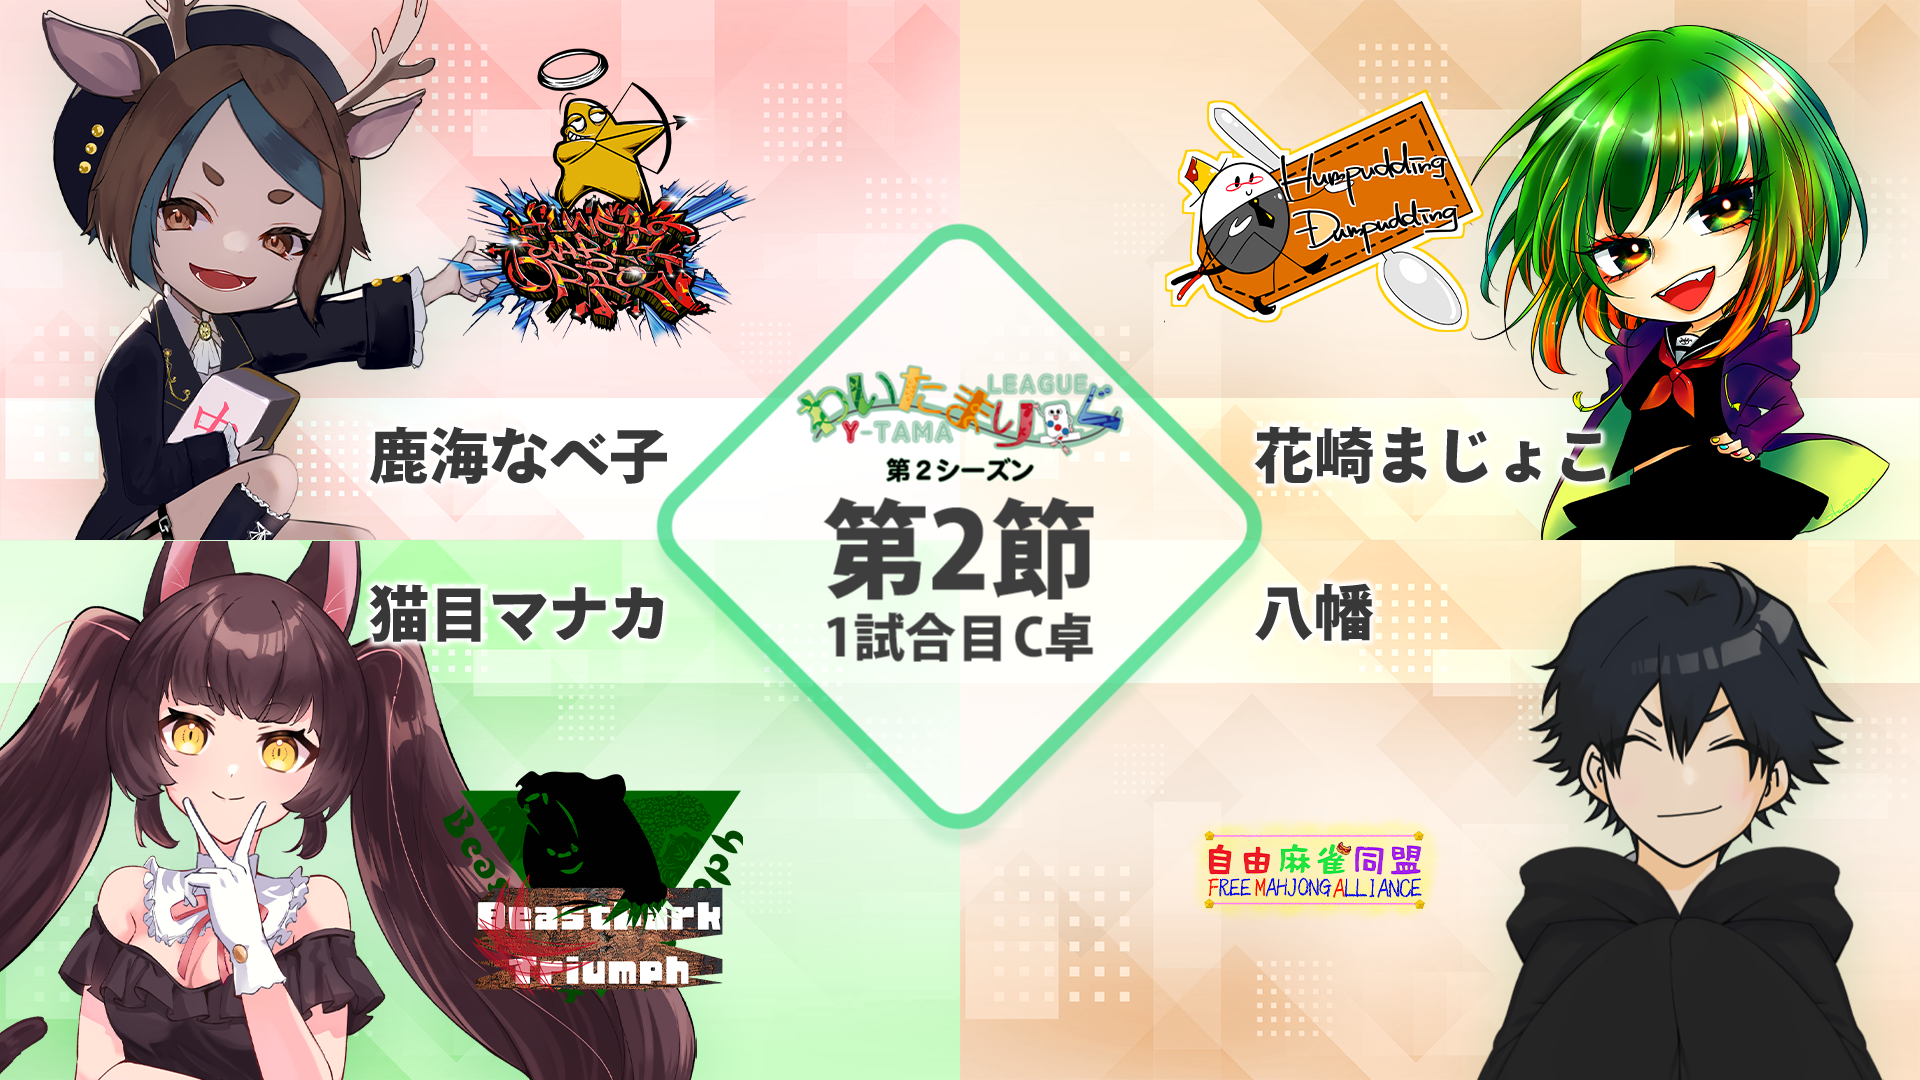 鹿海なべ子
中
Humpudding
Dumpudding
花崎まじょこ
わいたまりーぐ
LEAGUE
Y-TAMA
第2シーズン
第2節
1試合目 C卓
猫目マナカ
Beastbark
Triumph
八幡
自由麻雀同盟
FREE MAHJONG ALLIANCE